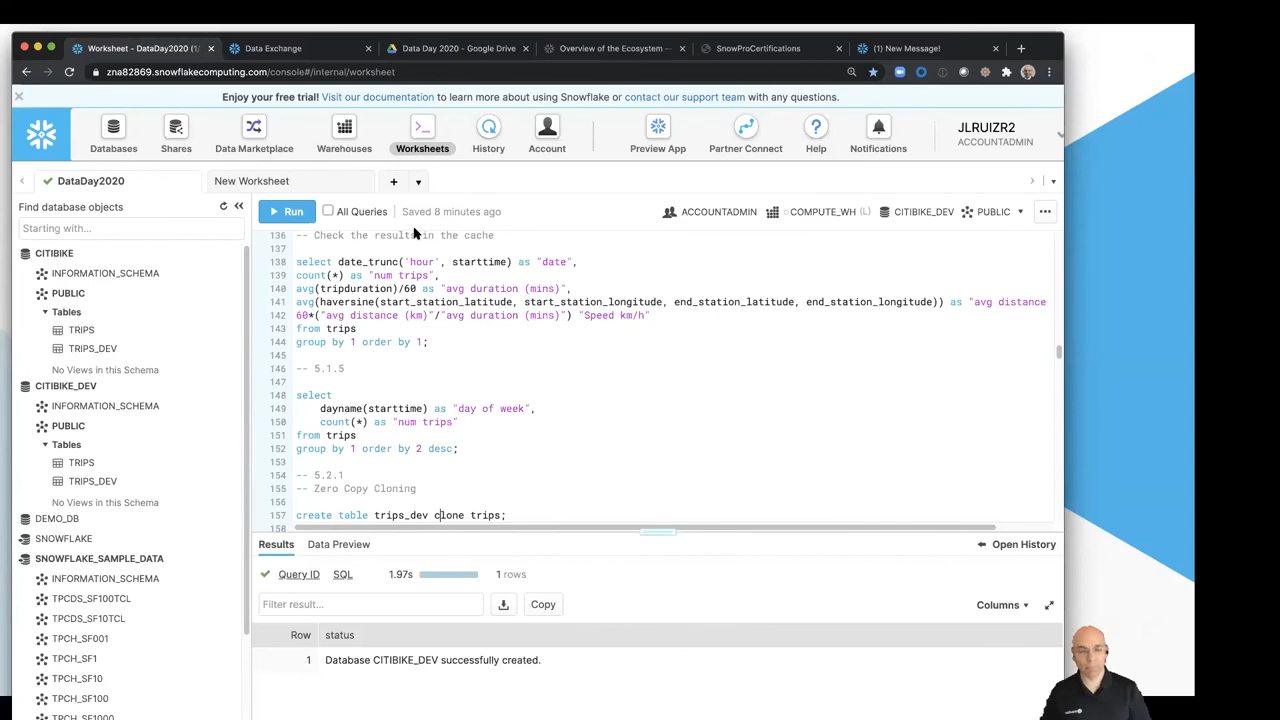 Worksheet - DataDay2020 (1/
Data Exchange
Data Day 2020 - Google Drive
Overview of the Ecosystem —
SnowProCertifications
(1) New Message!
zna82869.snowflakecomputing.com/console#/internal/worksheet
Enjoy your free trial! Visit our documentation to learn more about using Snowflake or contact our support team with any questions.
Databases
Shares
Data Marketplace
Warehouses
Worksheets
History
Account
Preview App
Partner Connect
Help
Notifications
JLRUIZR2
ACCOUNTADMIN
DataDay2020
New Worksheet
Find database objects
Starting with...
CITIBIKE
INFORMATION_SCHEMA
PUBLIC
Tables
TRIPS
TRIPS_DEV
No Views in this Schema
CITIBIKE_DEV
INFORMATION_SCHEMA
PUBLIC
Tables
TRIPS
TRIPS_DEV
No Views in this Schema
DEMO_DB
SNOWFLAKE
SNOWFLAKE_SAMPLE_DATA
INFORMATION_SCHEMA
TPCDS_SF100TCL
TPCDS_SF10TCL
TPCH_SF001
TPCH_SF1
TPCH_SF10
TPCH_SF100
TPCH_SF1000
Run
All Queries
Saved 8 minutes ago
ACCOUNTADMIN
COMPUTE_WH (L)
CITIBIKE_DEV
PUBLIC
136 -- Check the results in the cache
137
138 select date_trunc('hour', starttime) as "date",
139 count(*) as "num trips",
140 avg(tripduration)/60 as "avg duration (mins)",
141 avg(haversine(start_station_latitude, start_station_longitude, end_station_latitude, end_station_longitude)) as "avg distance
142 60*("avg distance (km)"/"avg duration (mins)") "Speed km/h"
143 from trips
144 group by 1 order by 1;
145
146 -- 5.1.5
147
148 select
149 dayname(starttime) as "day of week",
150 count(*) as "num trips"
151 from trips
152 group by 1 order by 2 desc;
153
154 -- 5.2.1
155 -- Zero Copy Cloning
156
157 create table trips_dev clone trips;
158
Results
Data Preview
Open History
Query ID
SQL
1.97s
1 rows
Filter result...
Copy
Columns
Row
status
1
Database CITIBIKE_DEV successfully created.